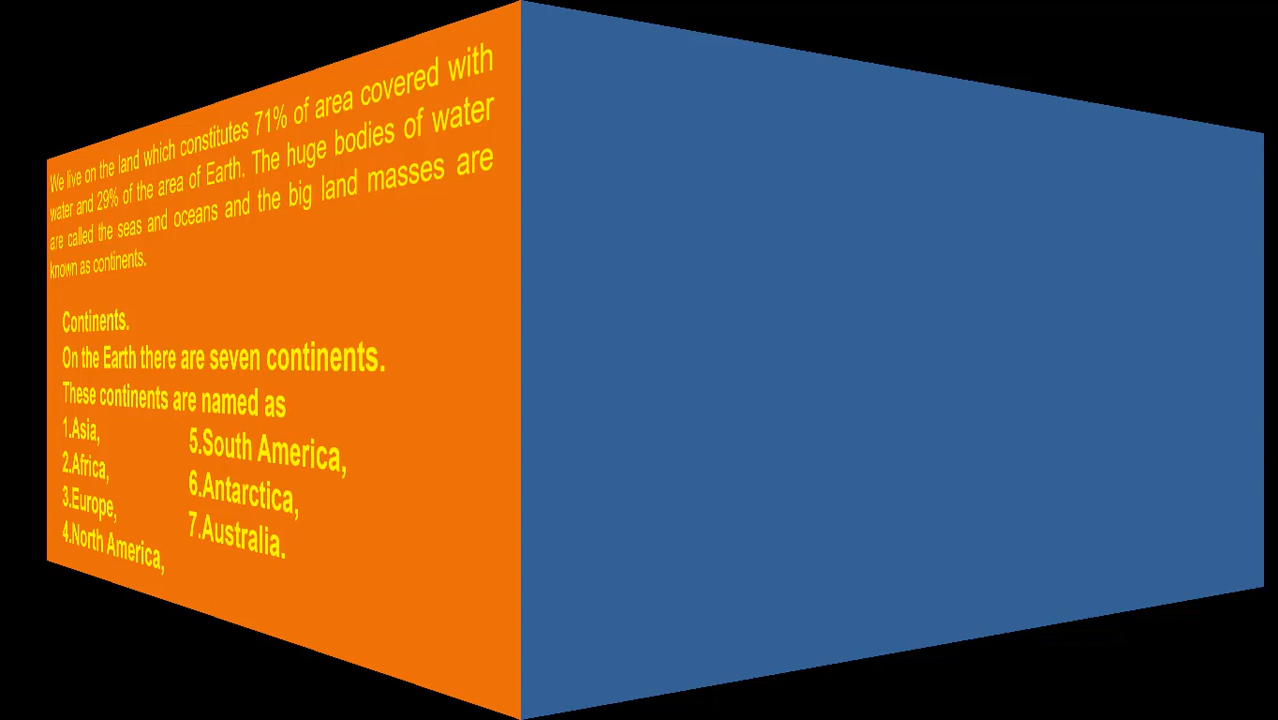 We live on the land which constitutes 71% of area covered with
water and 29% of the area of Earth. The huge bodies of water
are called the seas and oceans and the big land masses are
known as continents.
Continents.
On the Earth there are seven continents.
These continents are named as
1.Asia,
2.Africa,
3.Europe,
4.North America,
5.South America,
6.Antarctica,
7.Australia.